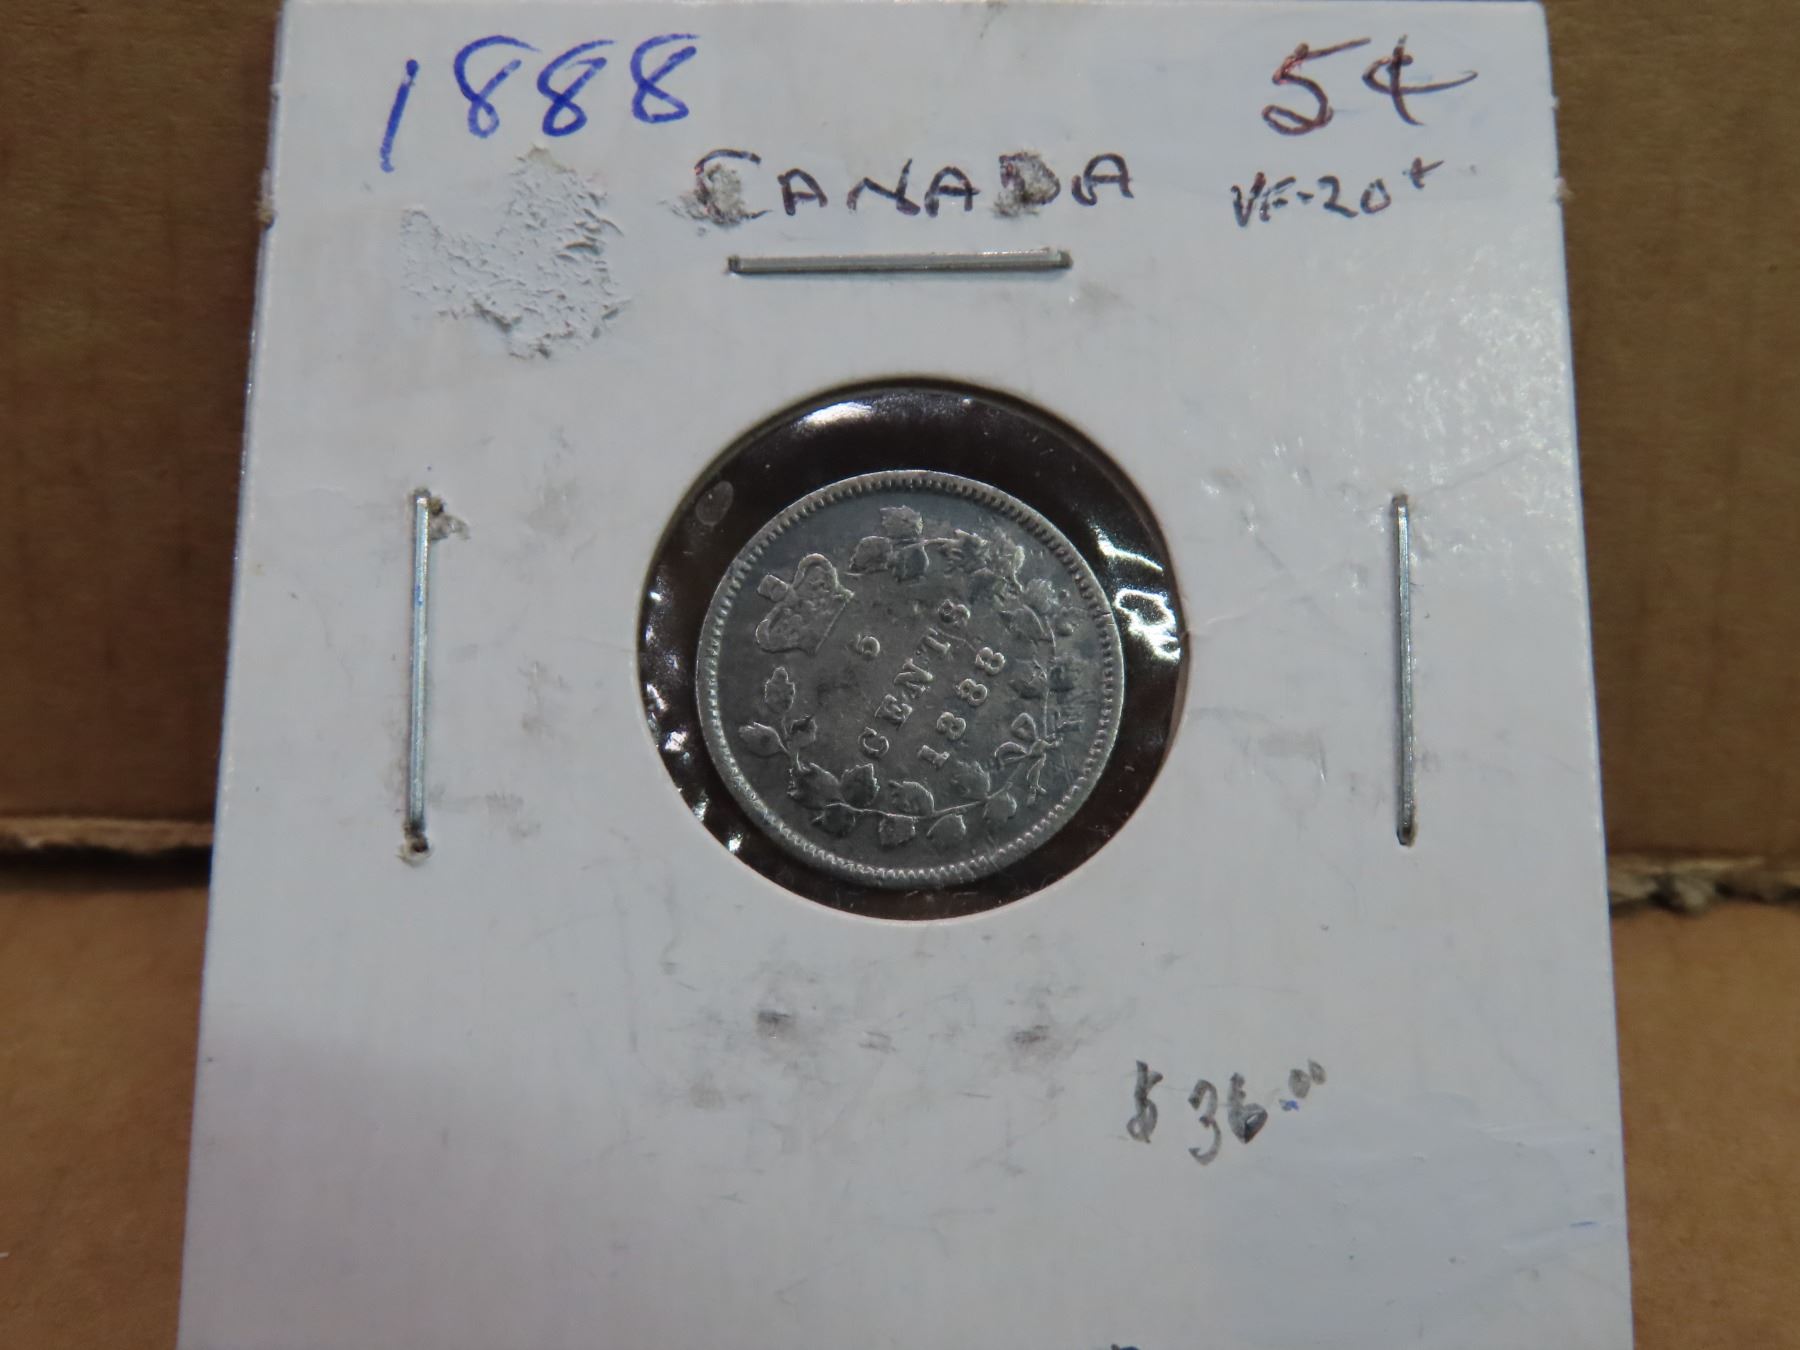 1888
5¢
CANADA
VF-20+
5
CENTS
1888
$36.00